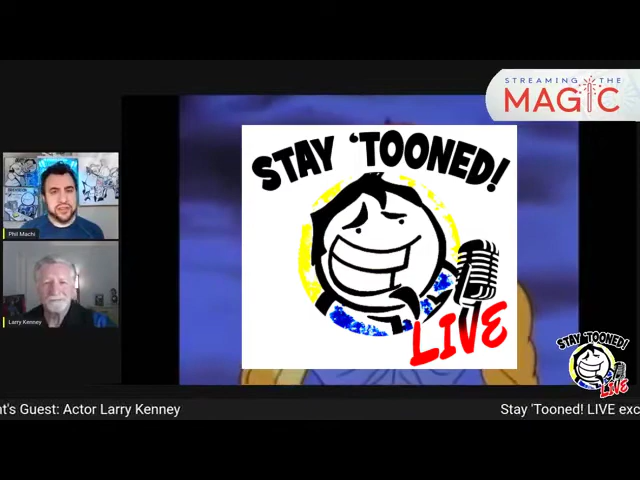 STREAMING THE
MAGIC
STAY 'TOONED!
LIVE
Phil Machi
Larry Kenney
STAY 'TOONED!
LIVE
nt's Guest: Actor Larry Kenney
Stay 'Tooned! LIVE exc